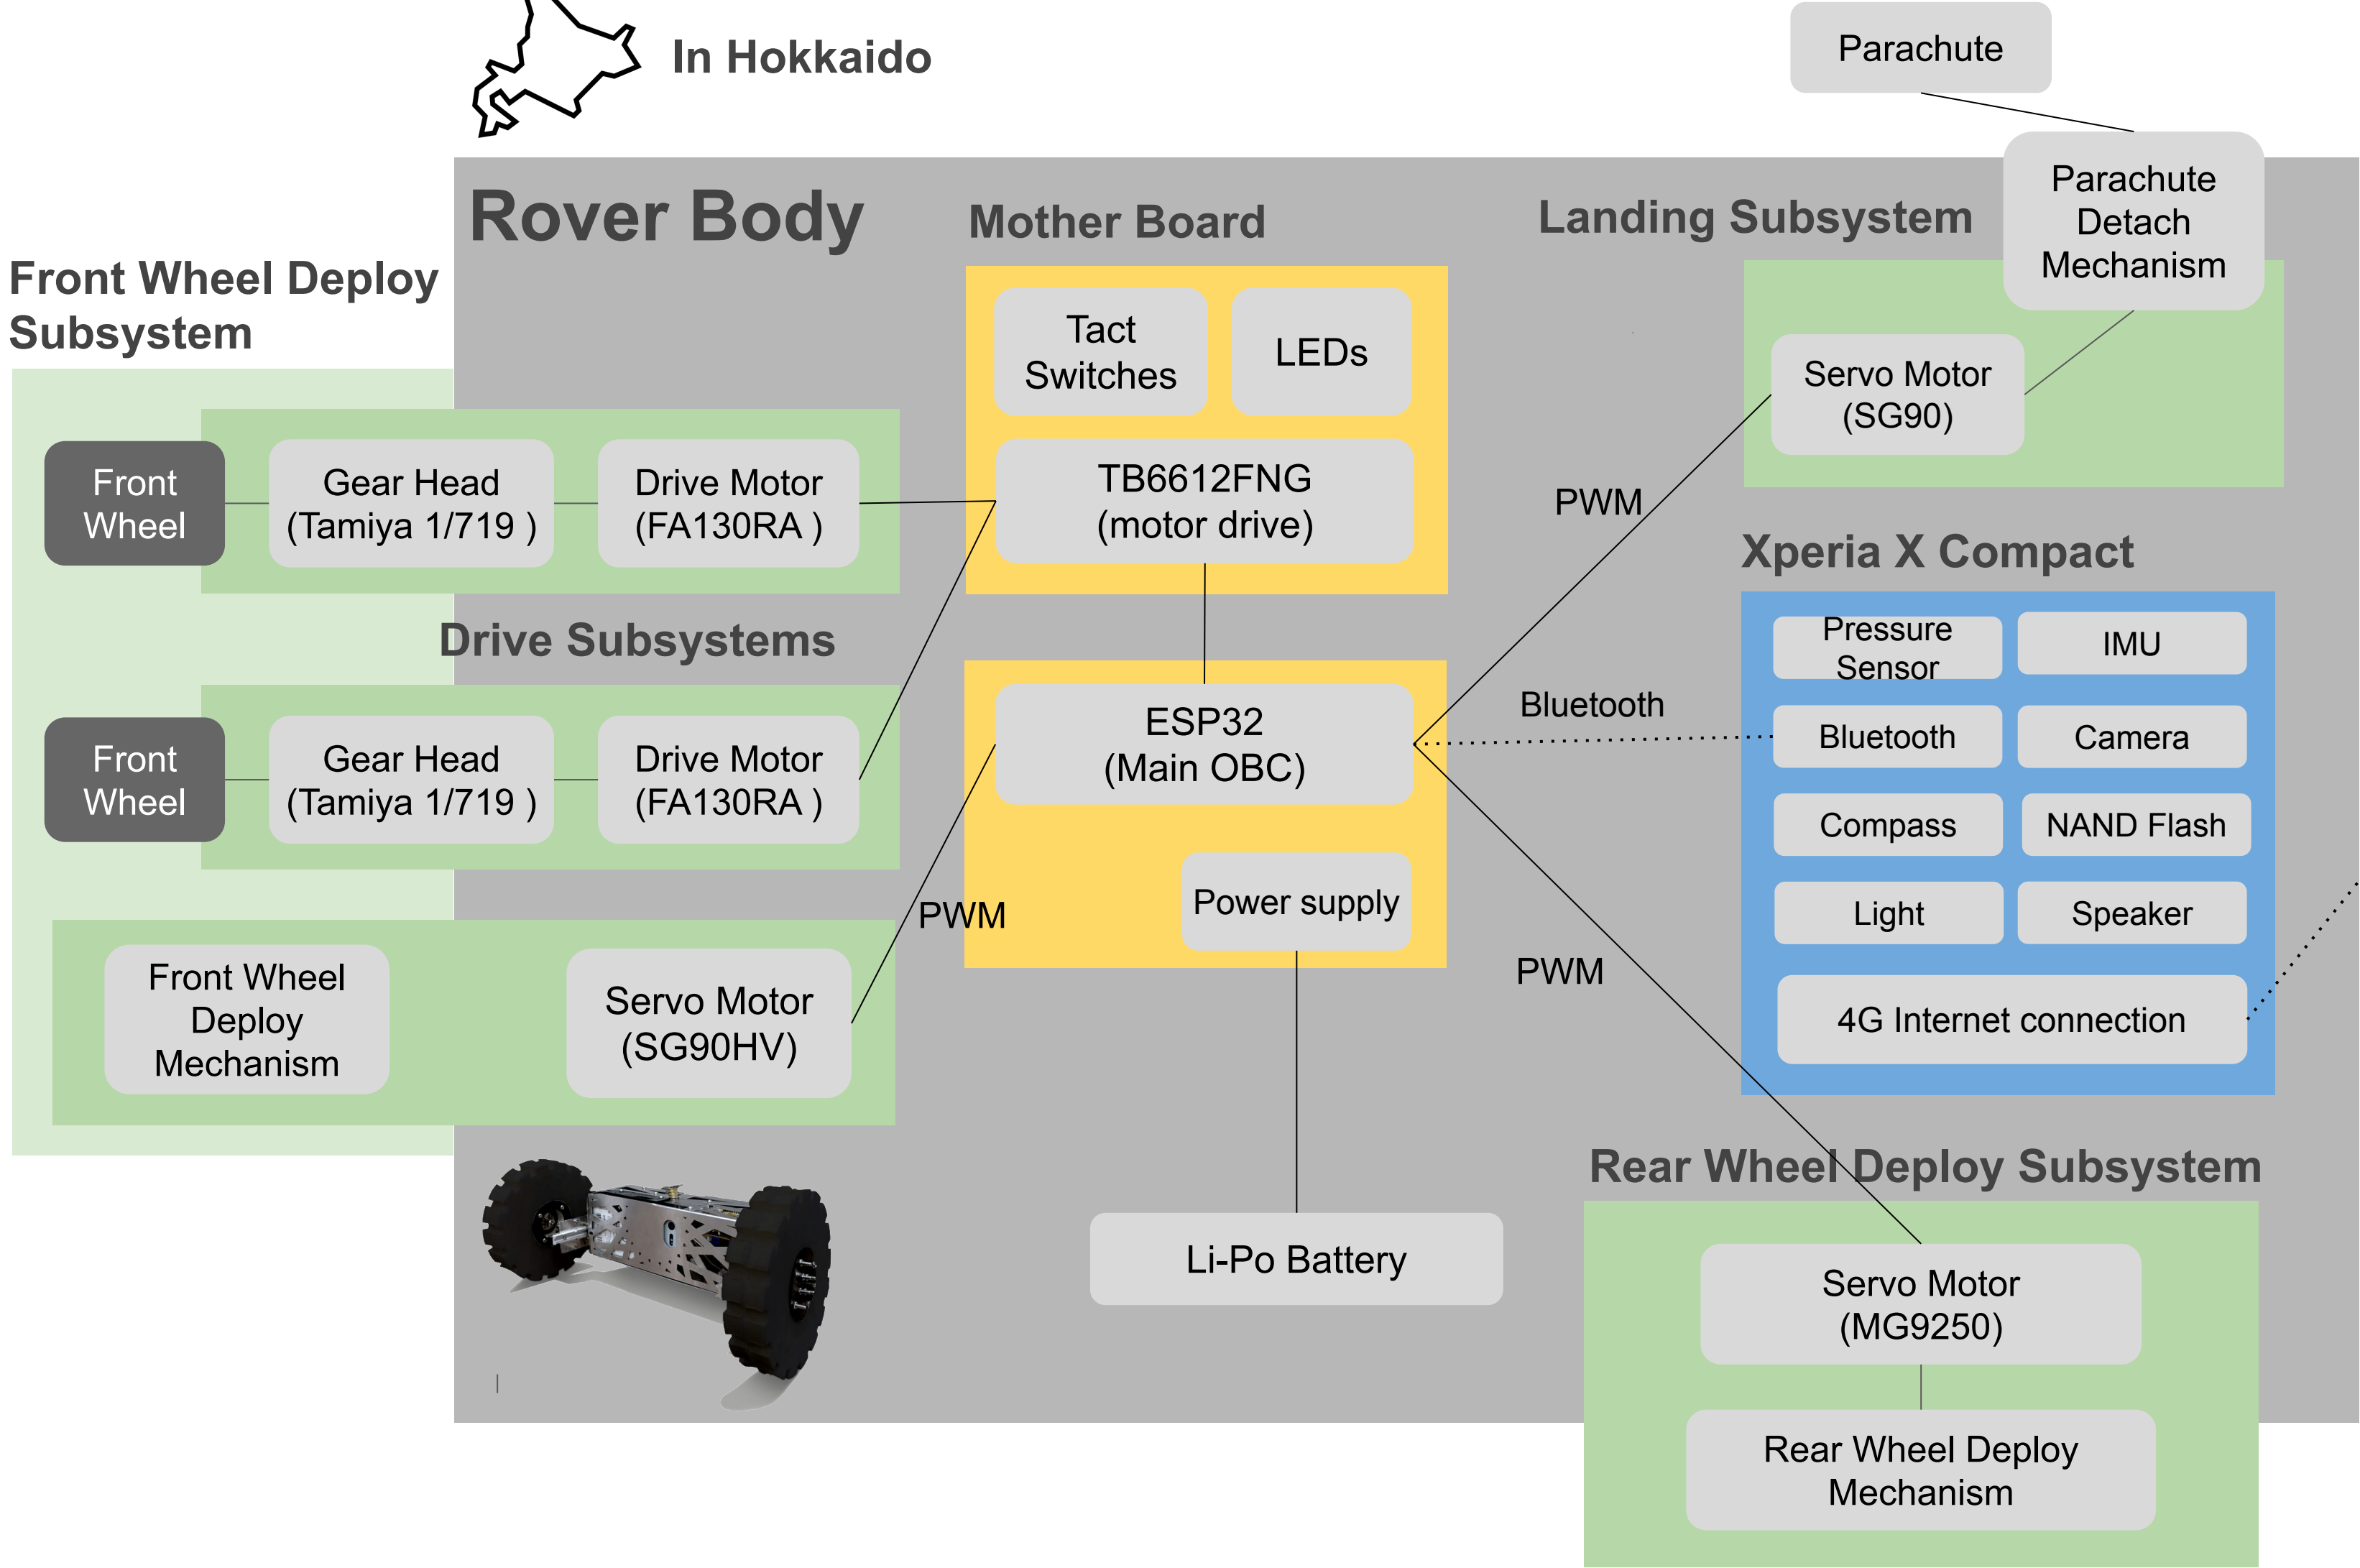 In Hokkaido
Parachute
Parachute
Detach
Mechanism
Rover Body
Mother Board
Landing Subsystem
Front Wheel Deploy
Subsystem
Tact
Switches
LEDs
Servo Motor
(SG90)
Front
Wheel
Gear Head
(Tamiya 1/719 )
Drive Motor
(FA130RA )
TB6612FNG
(motor drive)
PWM
Xperia X Compact
Drive Subsystems
Pressure
Sensor
IMU
Bluetooth
Front
Wheel
Gear Head
(Tamiya 1/719 )
Drive Motor
(FA130RA )
ESP32
(Main OBC)
Bluetooth
Camera
Compass
NAND Flash
Power supply
PWM
Light
Speaker
PWM
Front Wheel
Deploy
Mechanism
Servo Motor
(SG90HV)
4G Internet connection
Rear Wheel Deploy Subsystem
Li-Po Battery
Servo Motor
(MG9250)
Rear Wheel Deploy
Mechanism